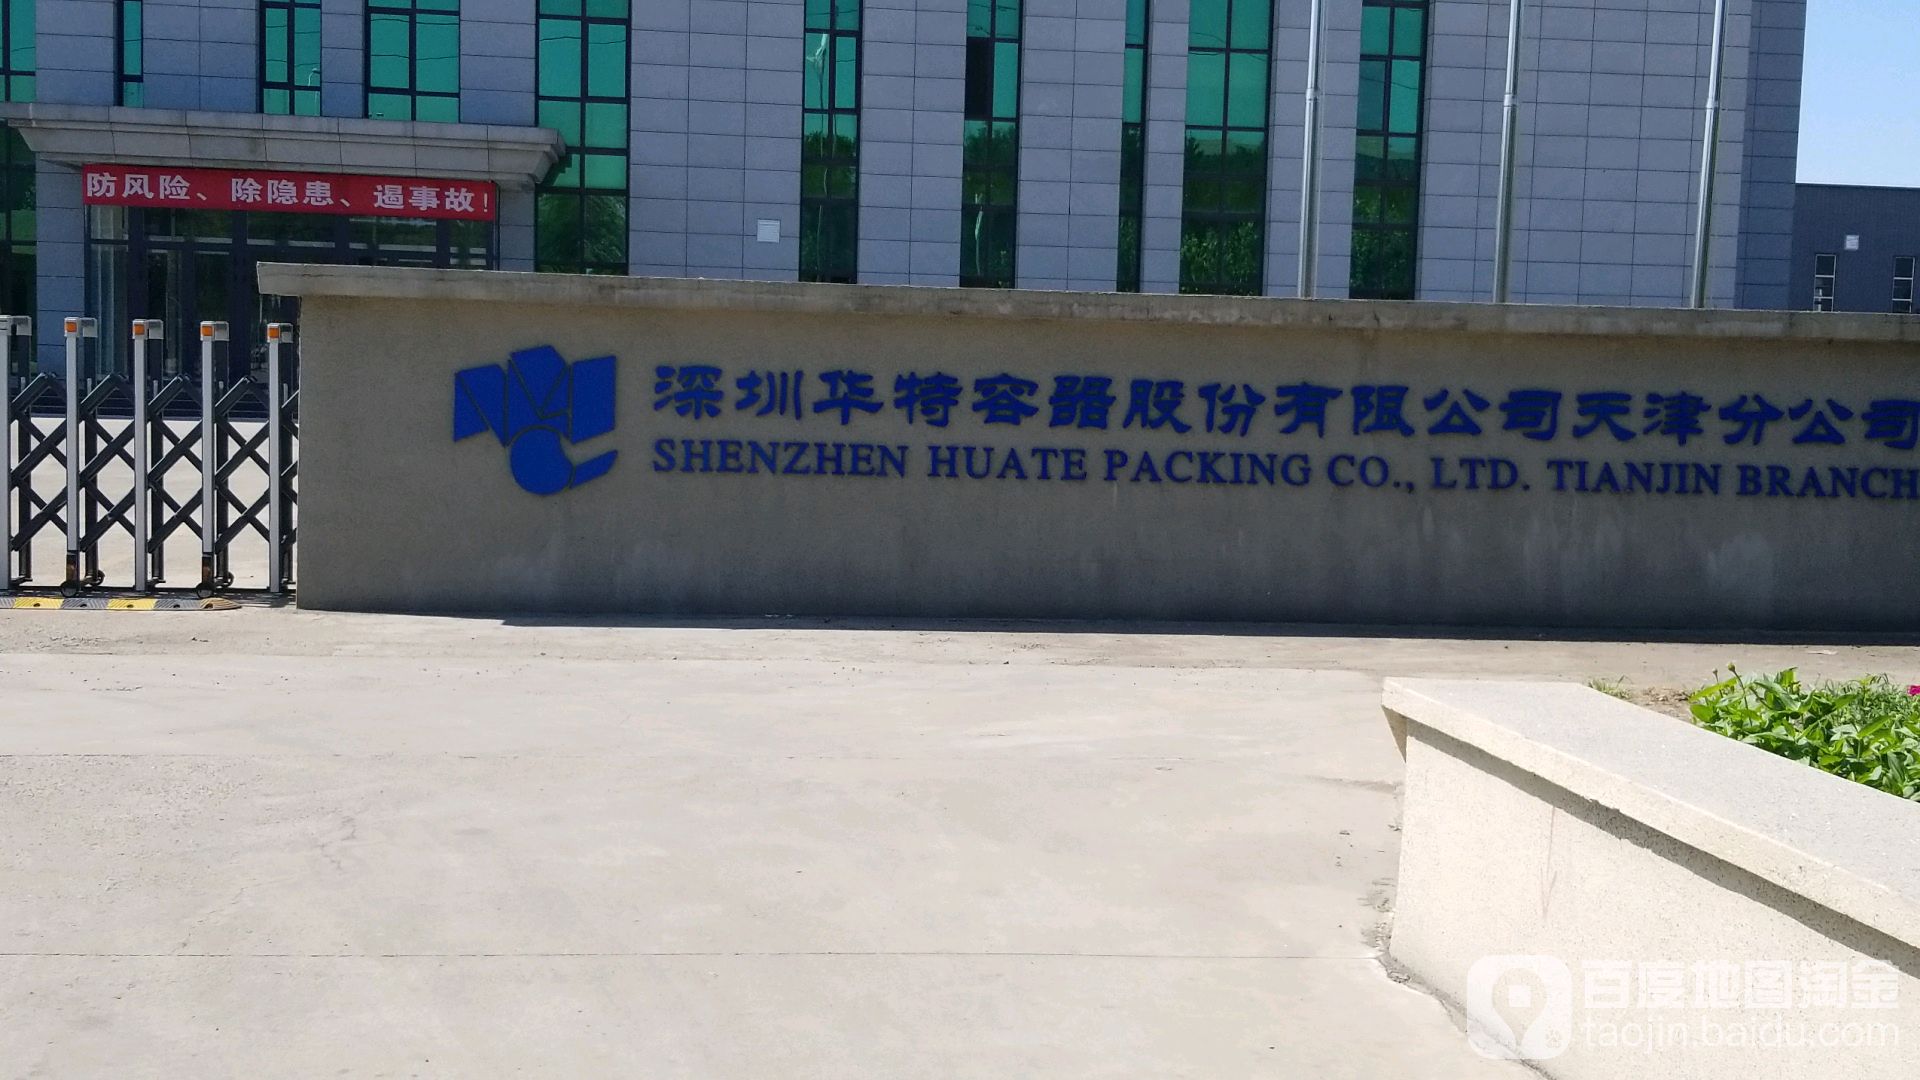 防风险、除隐患、遏事故!
深圳华特容器股份有限公司天津分公司
SHENZHEN HUATE PACKING CO., LTD. TIANJIN BRANCH
百度地图淘金
taojin.baidu.com